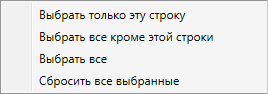 Выбрать только эту строку
Выбрать все кроме этой строки
Выбрать все
Сбросить все выбранные